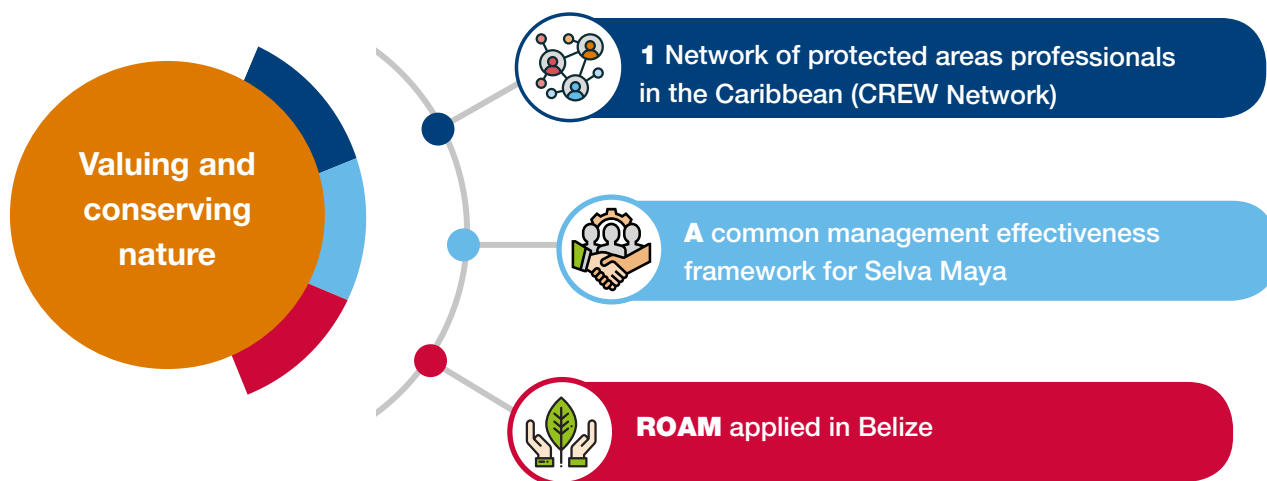 Valuing and
conserving
nature
1 Network of protected areas professionals
in the Caribbean (CREW Network)
A common management effectiveness
framework for Selva Maya
ROAM applied in Belize